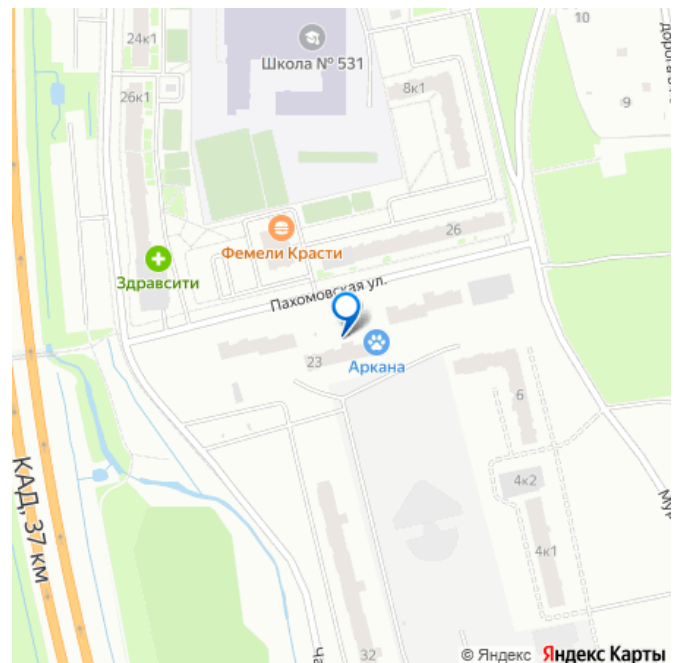 24к1
Школа № 531
10
9
26к1
8к1
26
Фемели Красти
Здравсити
Пахомовская ул.
Аркана
23
6
4к2
КАД, 37 км
4к1
32
© Яндекс Яндекс Карты